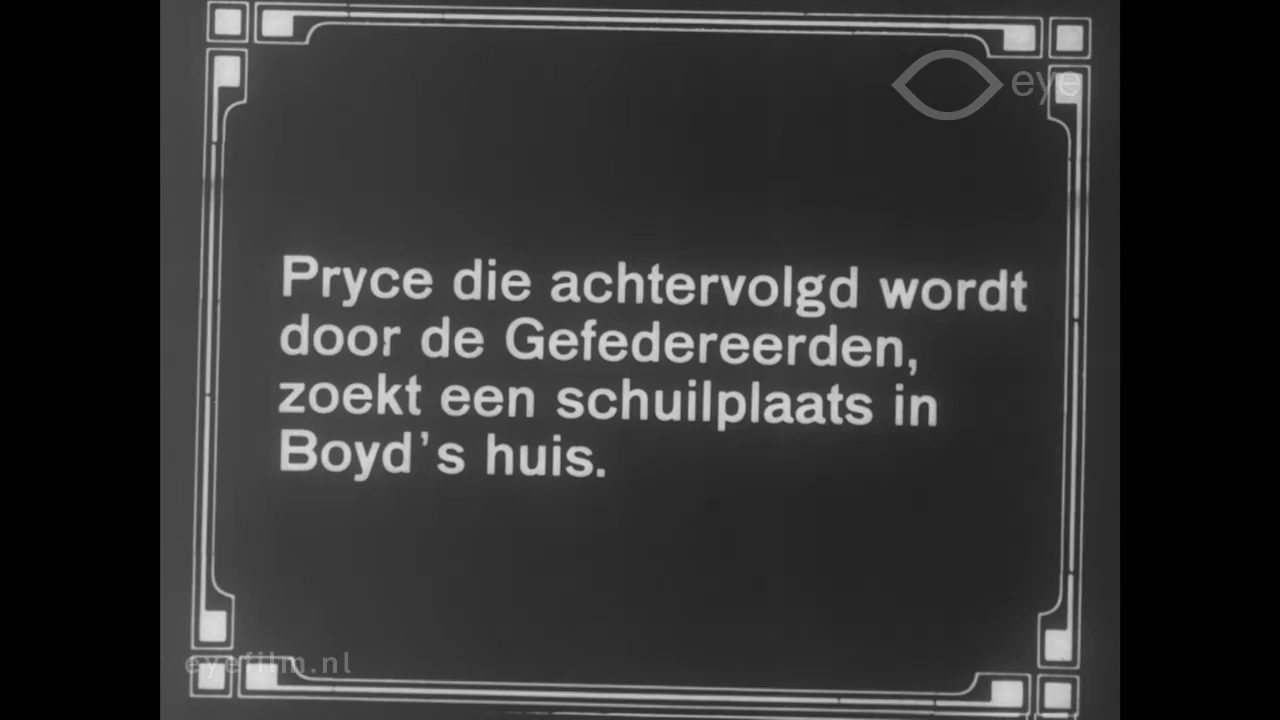 eye
Pryce die achtervolgd wordt
door de Gefedereerden,
zoekt een schuilplaats in
Boyd's huis.
eyefilm.nl